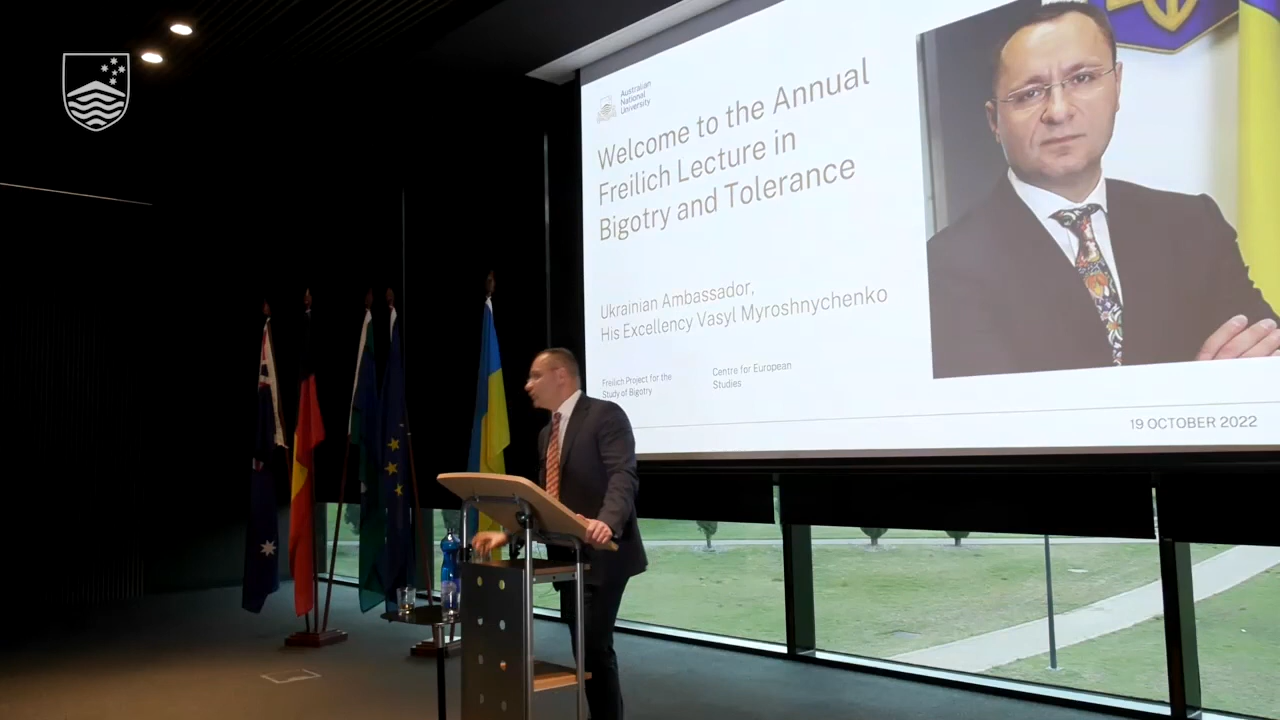 Australian
National
University
Welcome to the Annual
Freilich Lecture in
Bigotry and Tolerance
Ukrainian Ambassador,
His Excellency Vasyl Myroshnychenko
Freilich Project for the
Study of Bigotry
Centre for European
Studies
19 OCTOBER 2022